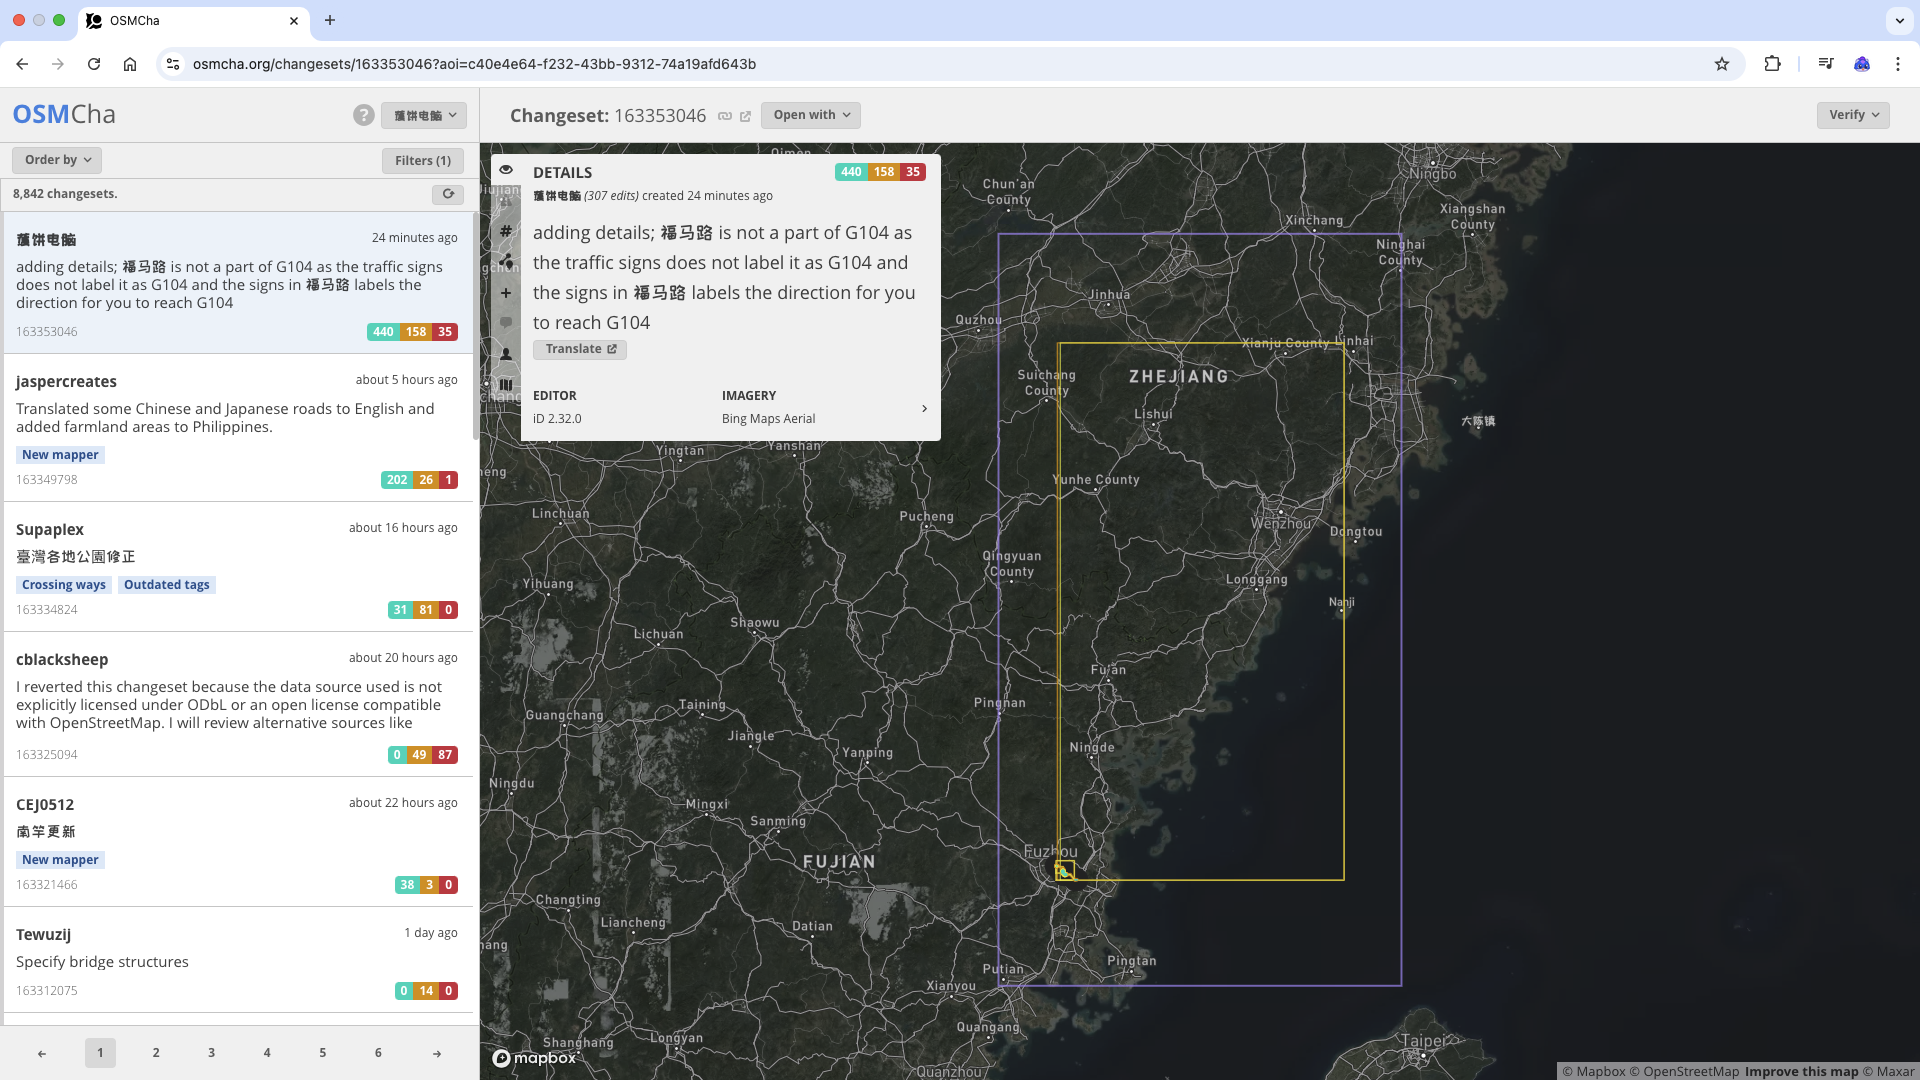 OSMCha
osmcha.org/changesets/163353046?aoi=c40e4e64-f232-43bb-9312-74a19afd643b
OSMCha
?
Order by
Filters (1)
8,842 changesets.
24 minutes ago
adding details; 福马路 is not a part of G104 as the traffic signs
does not label it as G104 and the signs in 福马路 labels the
direction for you to reach G104
163353046
440 158 35
jaspercreates
about 5 hours ago
Translated some Chinese and Japanese roads to English and
added farmland areas to Philippines.
New mapper
163349798
202 26 1
Supaplex
about 16 hours ago
臺灣各地公園修正
Crossing ways
Outdated tags
163334824
31 81 0
cblacksheep
about 20 hours ago
I reverted this changeset because the data source used is not
explicitly licensed under ODbL or an open license compatible
with OpenStreetMap. I will review alternative sources like
163325094
0 49 87
CEJ0512
about 22 hours ago
南竿更新
New mapper
163321466
38 3 0
Tewuzij
1 day ago
Specify bridge structures
163312075
0 14 0
1 2 3 4 5 6
Changeset: 163353046
Open with
Verify
DETAILS
440 158 35
(307 edits) created 24 minutes ago
adding details; 福马路 is not a part of G104 as
the traffic signs does not label it as G104 and
the signs in 福马路 labels the direction for you
to reach G104
Translate
EDITOR
IMAGERY
iD 2.32.0
Bing Maps Aerial
Chun'an
County
Ningbo
Xiangshan
County
Xinchang
Ninghai
County
Jinhua
Quzhou
Xianju County
Linhai
Suichang
County
ZHEJIANG
Lishui
大陈镇
Yingtan
Yanshan
Yunhe County
Linchuan
Pucheng
Wenzhou
Dongtou
Qingyuan
County
Longgang
Yihuang
Nanji
Shaowu
Lichuan
Fu'an
Taining
Pingnan
Guangchang
Jiangle
Yanping
Ningde
Ningdu
Mingxi
Sanming
Fuzhou
FUJIAN
Changting
Liancheng
Datian
Pingtan
Putian
Xianyou
Quangang
Longyan
Shanghang
Taipei
Quanzhou
mapbox
© Mapbox © OpenStreetMap Improve this map © Maxar